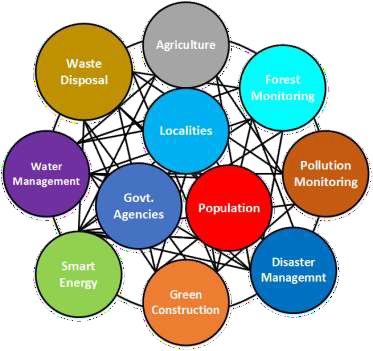 Agriculture
Waste
Disposal
Forest
Monitoring
Localities
Water
Management
Pollution
Monitoring
Govt.
Agencies
Population
Smart
Energy
Disaster
Managemnt
Green
Construction